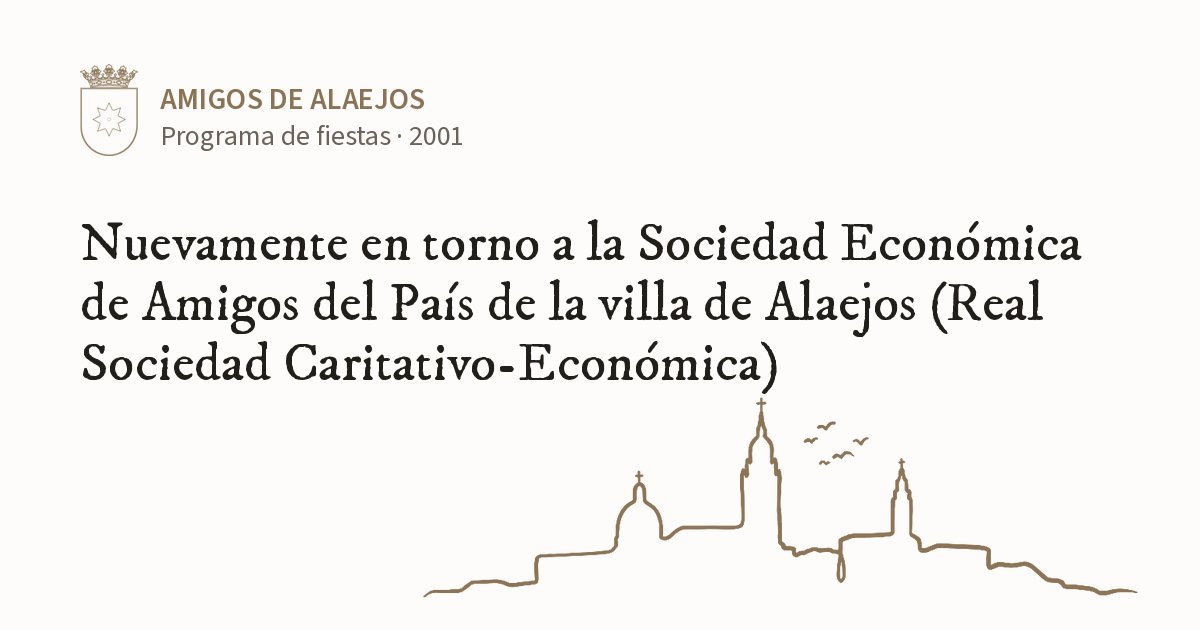 AMIGOS DE ALAEJOS
Programa de fiestas · 2001
Nuevamente en torno a la Sociedad Económica
de Amigos del País de la villa de Alaejos (Real
Sociedad Caritativo-Económica)